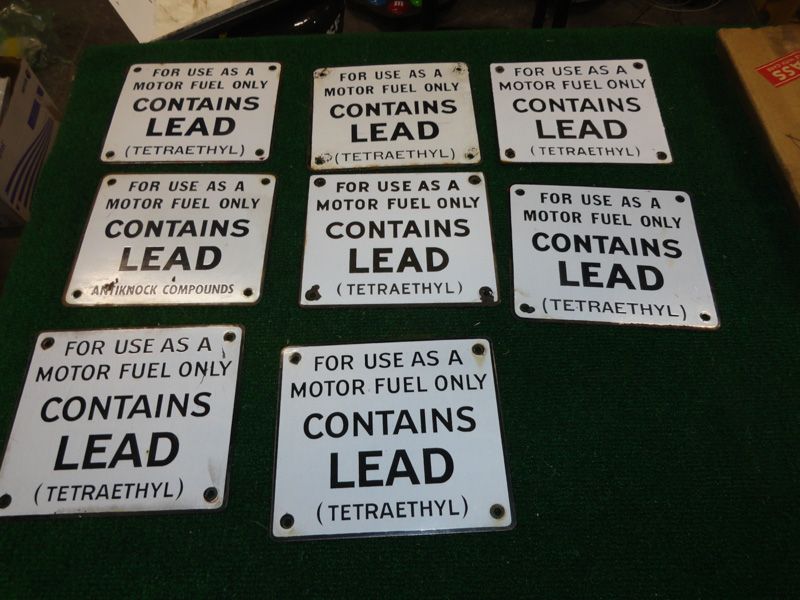 FOR USE AS A
MOTOR FUEL ONLY
CONTAINS
LEAD
(TETRAETHYL)
FOR USE AS A
MOTOR FUEL ONLY
CONTAINS
LEAD
(TETRAETHYL)
FOR USE AS A
MOTOR FUEL ONLY
CONTAINS
LEAD
(TETRAETHYL)
FOR USE AS A
MOTOR FUEL ONLY
CONTAINS
LEAD
ANTIKNOCK COMPOUNDS
FOR USE AS A
MOTOR FUEL ONLY
CONTAINS
LEAD
(TETRAETHYL)
FOR USE AS A
MOTOR FUEL ONLY
CONTAINS
LEAD
(TETRAETHYL)
FOR USE AS A
MOTOR FUEL ONLY
CONTAINS
LEAD
(TETRAETHYL)
FOR USE AS A
MOTOR FUEL ONLY
CONTAINS
LEAD
(TETRAETHYL)